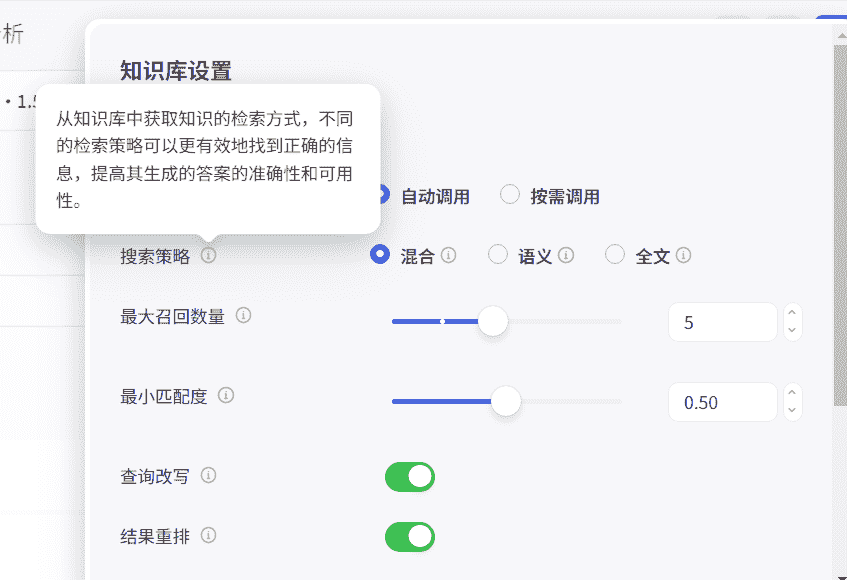 析
· 1.5
知识库设置
从知识库中获取知识的检索方式，不同
的检索策略可以更有效地找到正确的信
息，提高其生成的答案的准确性和可用
性。
自动调用 按需调用
搜索策略 混合 语义 全文
最大召回数量 5
最小匹配度 0.50
查询改写
结果重排